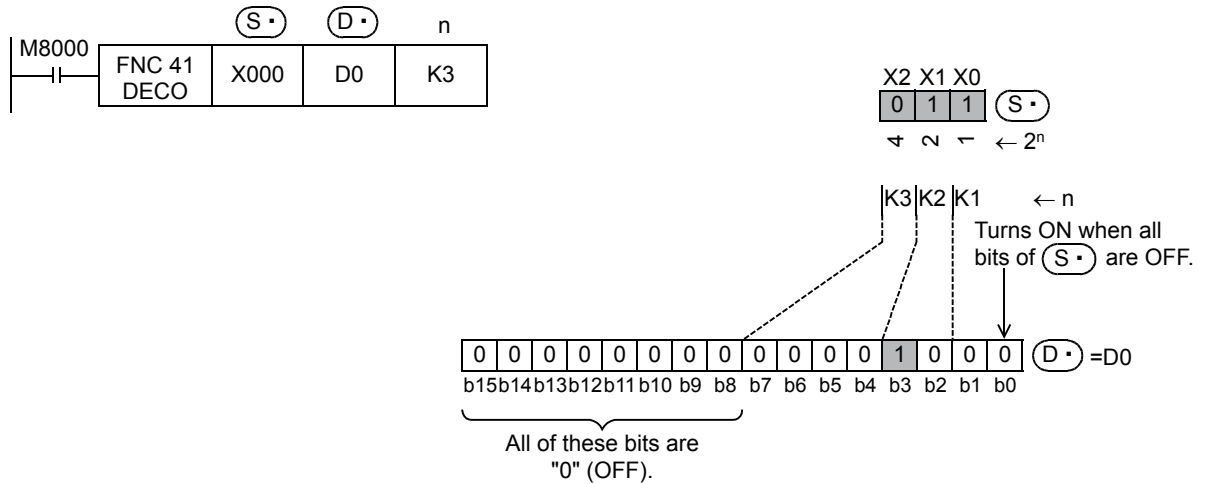 S· D· n
M8000
FNC 41 DECO X000 D0 K3
X2 X1 X0
0 1 1 S·
4 2 1 ← 2ⁿ
K3 K2 K1 ← n
Turns ON when all
bits of S· are OFF.
0 0 0 0 0 0 0 0 0 0 0 0 1 0 0 0 D· =D0
b15 b14 b13 b12 b11 b10 b9 b8 b7 b6 b5 b4 b3 b2 b1 b0
All of these bits are
"0" (OFF).